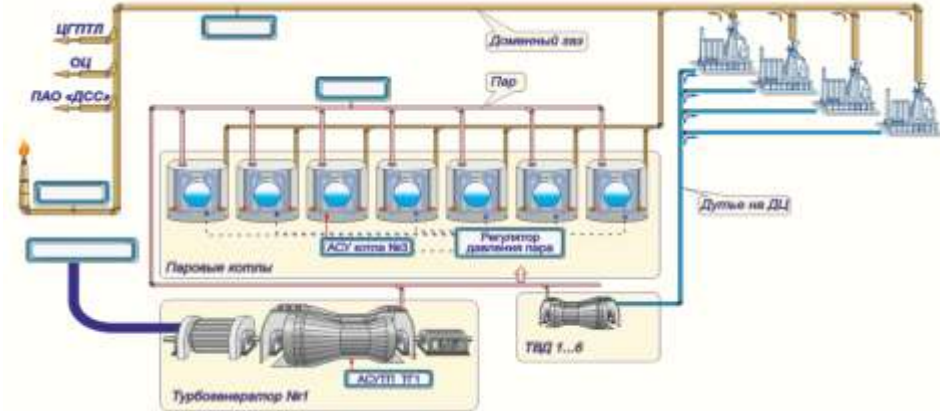 ЦГПТЛ
ОЦ
ПАО «ДСС»
Доменный газ
Пар
Дутье на ДЦ
АСУ котла №3
Регулятор
давления пара
Паровые котлы
ТВД 1...6
АСУТП ТГ1
Турбогенератор №1